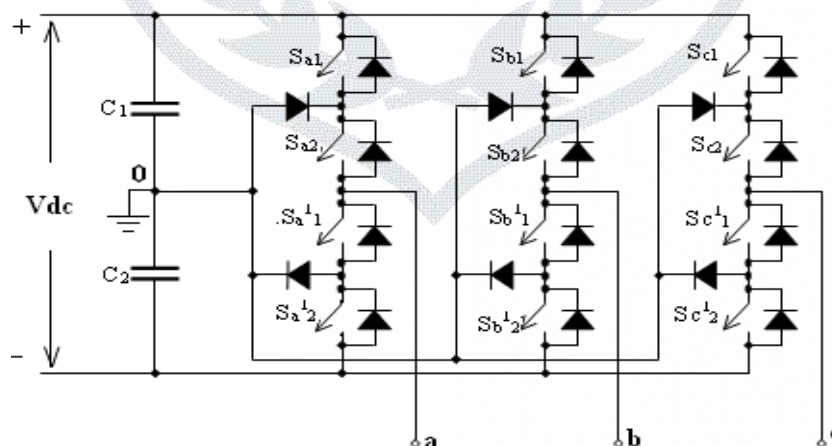 +
Sa1
Sb1
Sc1
C1
Sa2
Sb2
Sc2
0
Vdc
.Sa¹1
Sb¹1
Sc¹1
C2
Sa¹2
Sb¹2
Sc¹2
–
a
b